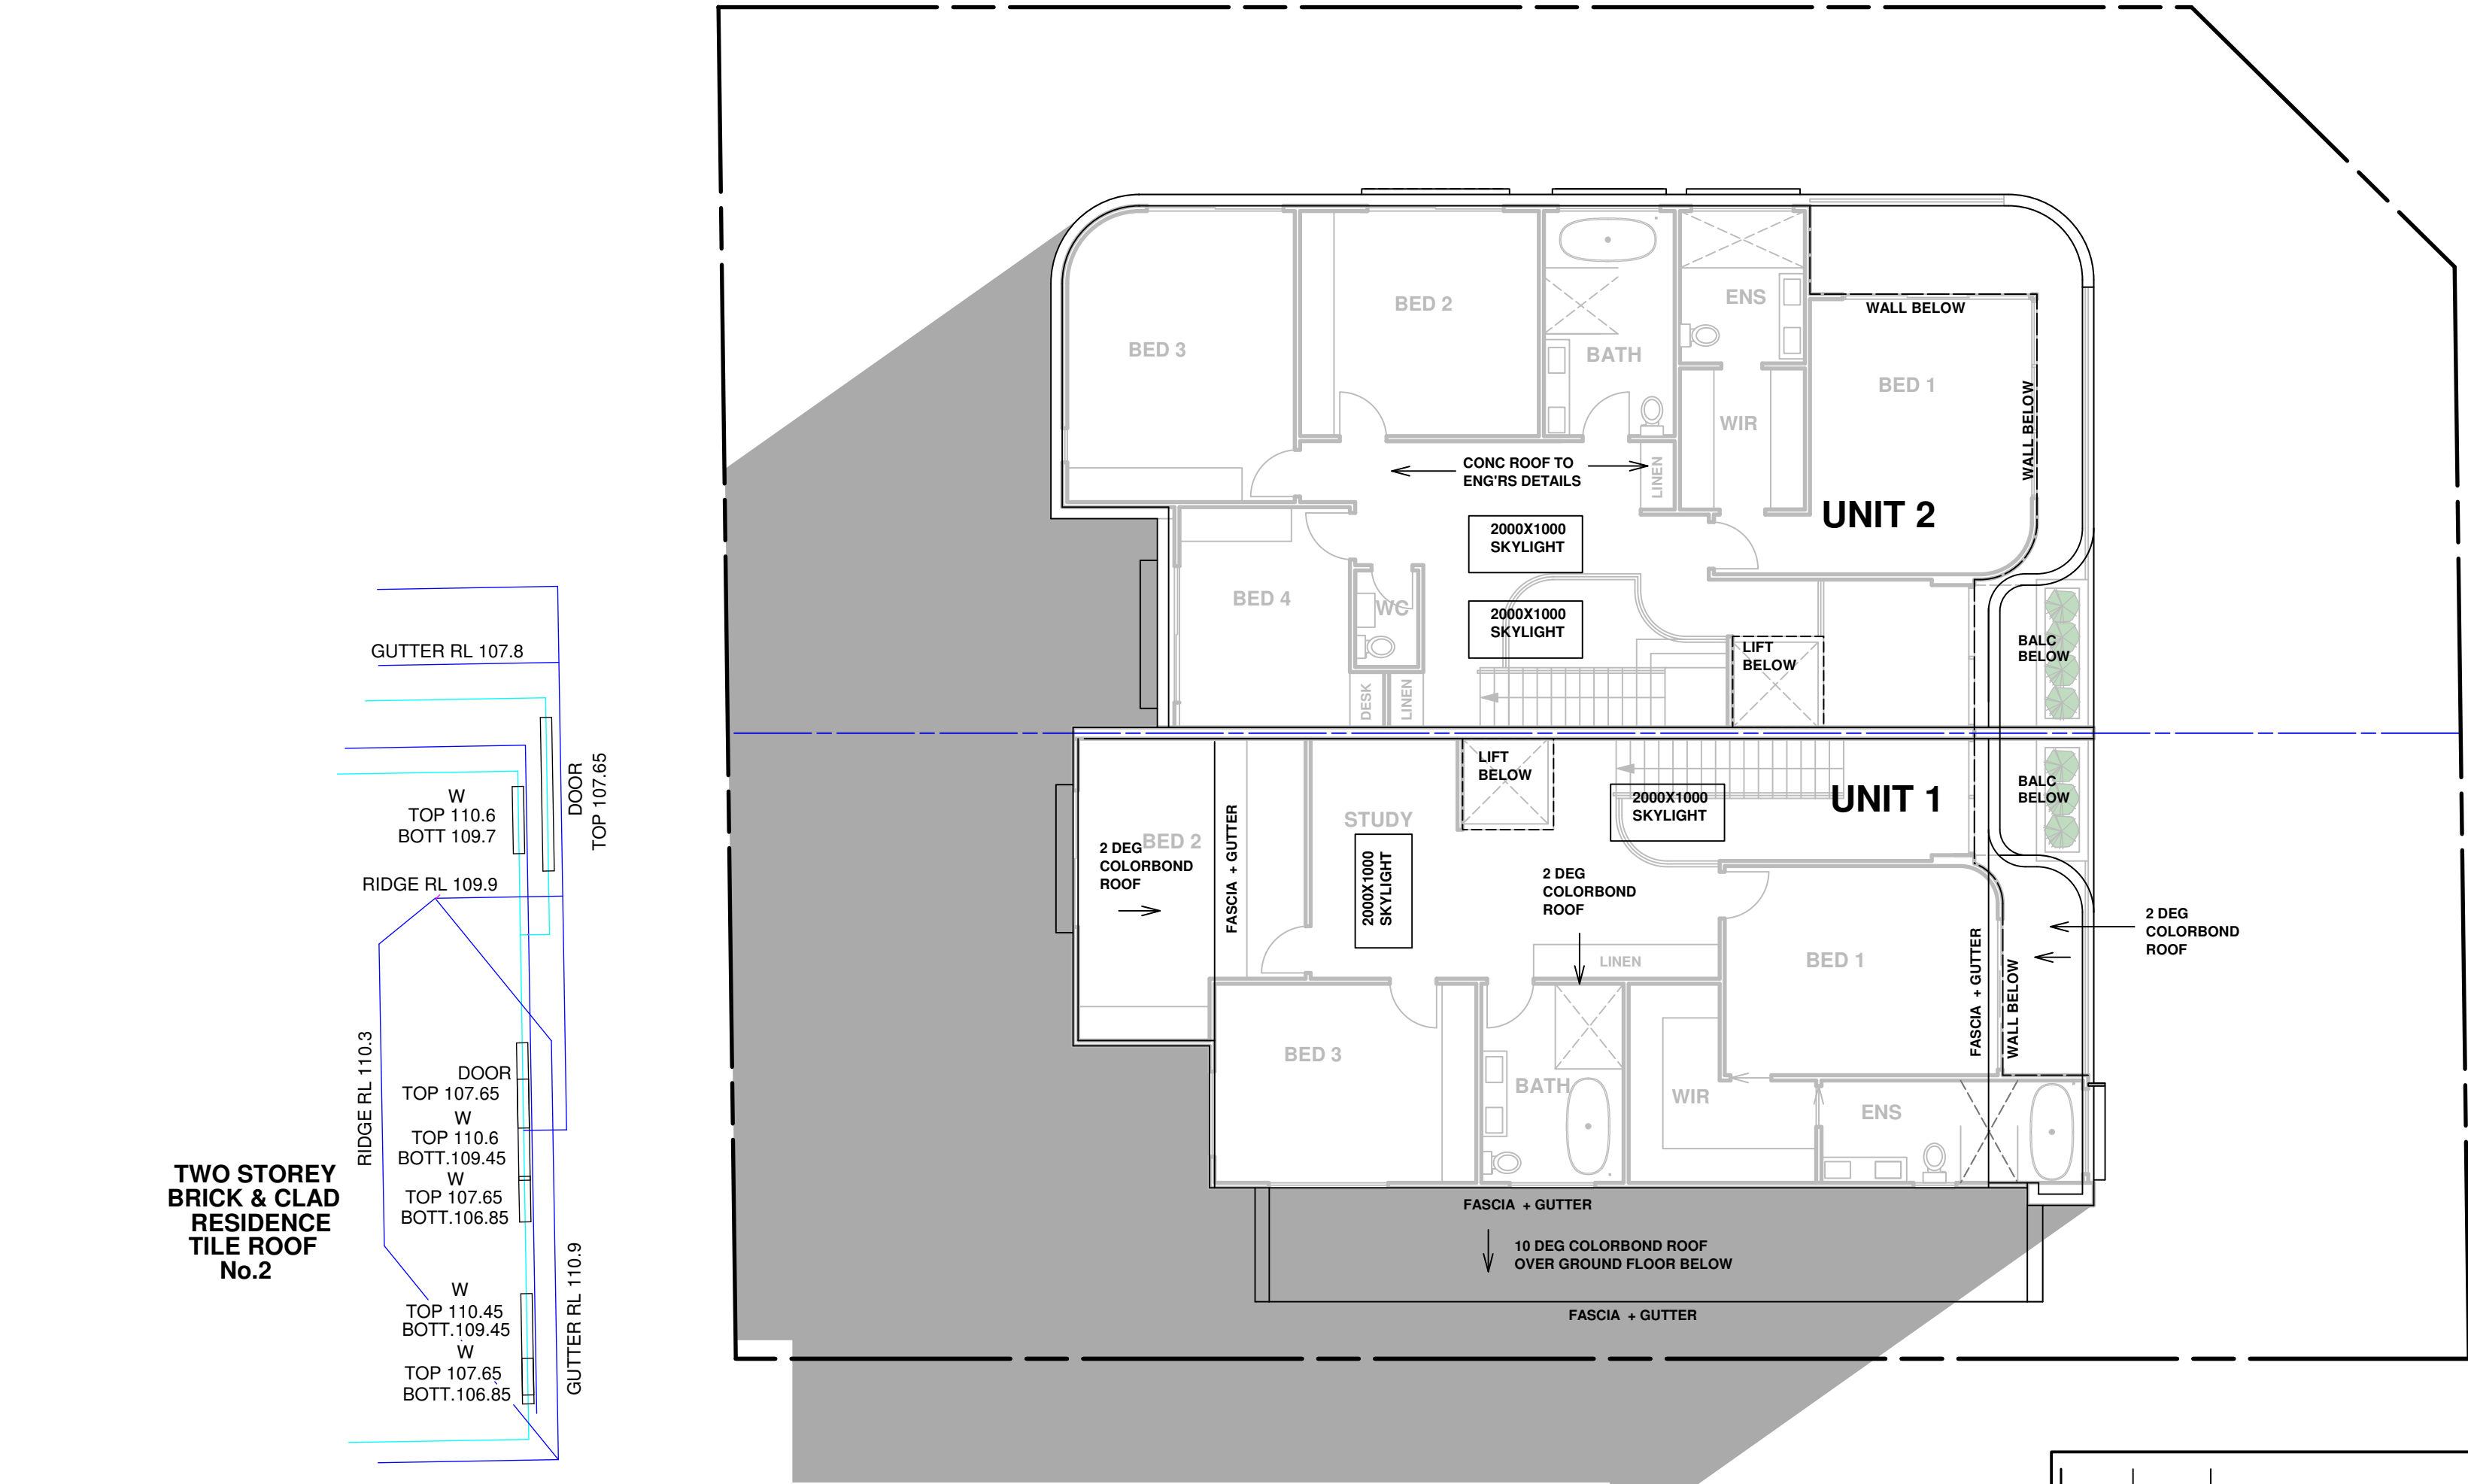 BED 3
BED 2
BATH
ENS
WALL BELOW
BED 1
WIR
WALL BELOW
LINEN
CONC ROOF TO
ENG'RS DETAILS
UNIT 2
2000X1000
SKYLIGHT
2000X1000
SKYLIGHT
BED 4
WC
DESK
LINEN
LIFT
BELOW
BALC
BELOW
GUTTER RL 107.8
DOOR
TOP 107.65
W
TOP 110.6
BOTT 109.7
RIDGE RL 109.9
RIDGE RL 110.3
DOOR
TOP 107.65
W
TOP 110.6
BOTT.109.45
W
TOP 107.65
BOTT.106.85
TWO STOREY
BRICK & CLAD
RESIDENCE
TILE ROOF
No.2
W
TOP 110.45
BOTT.109.45
W
TOP 107.65
BOTT.106.85
GUTTER RL 110.9
LIFT
BELOW
UNIT 1
BALC
BELOW
2000X1000
SKYLIGHT
STUDY
BED 2
2 DEG
COLORBOND
ROOF
FASCIA + GUTTER
2000X1000
SKYLIGHT
2 DEG
COLORBOND
ROOF
LINEN
BED 1
FASCIA + GUTTER
WALL BELOW
2 DEG
COLORBOND
ROOF
BED 3
BATH
WIR
ENS
FASCIA + GUTTER
10 DEG COLORBOND ROOF
OVER GROUND FLOOR BELOW
FASCIA + GUTTER